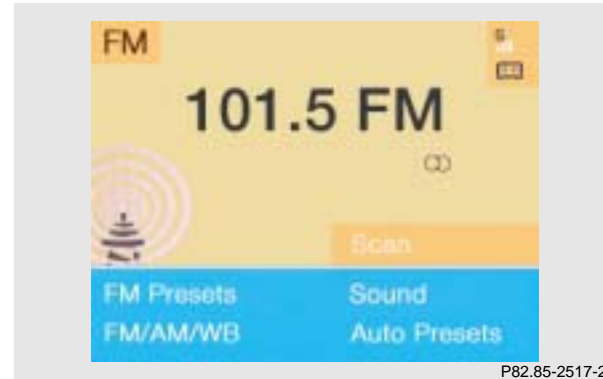 FM
101.5 FM
Scan
FM Presets Sound
FM/AM/WB Auto Presets
P82.85-2517-2